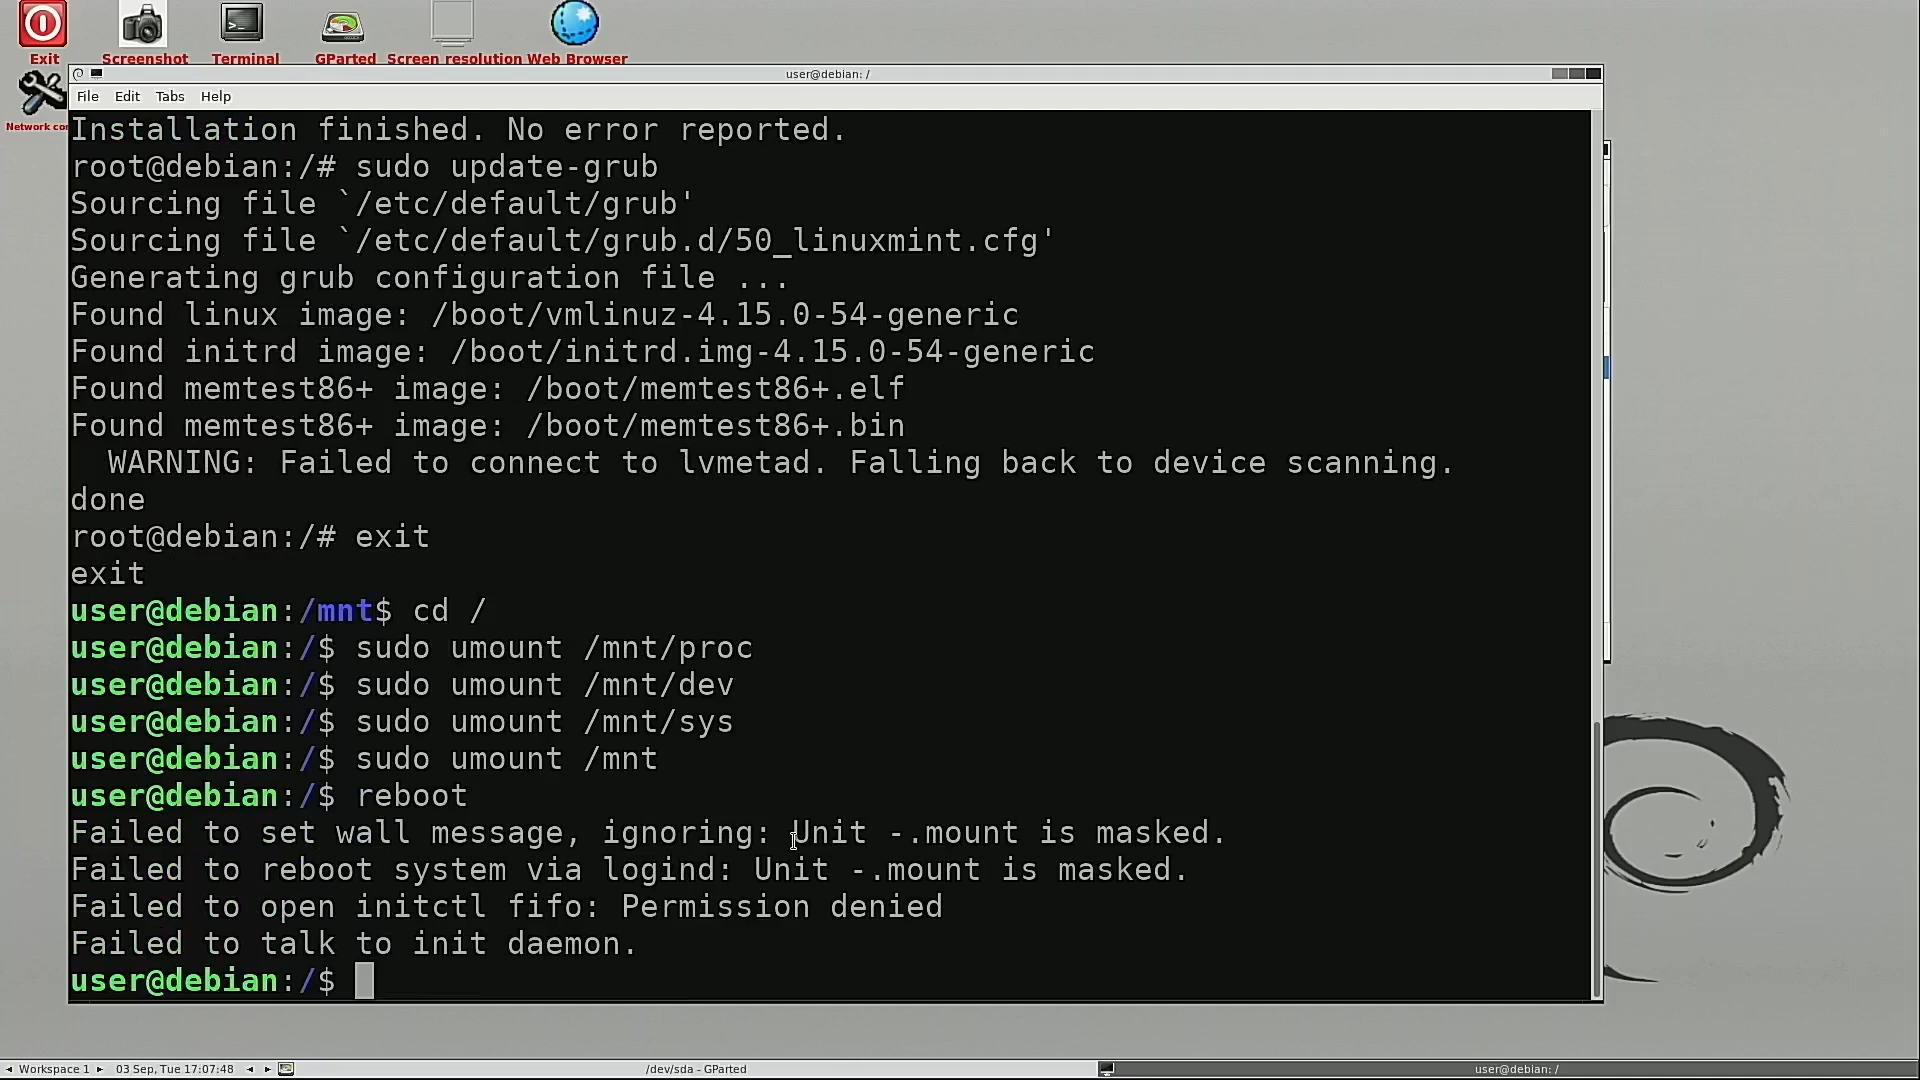 Exit
Screenshot
Terminal
GParted
Screen resolution
Web Browser
user@debian: /
File Edit Tabs Help
Network con
Installation finished. No error reported.
root@debian:/# sudo update-grub
Sourcing file `/etc/default/grub'
Sourcing file `/etc/default/grub.d/50_linuxmint.cfg'
Generating grub configuration file ...
Found linux image: /boot/vmlinuz-4.15.0-54-generic
Found initrd image: /boot/initrd.img-4.15.0-54-generic
Found memtest86+ image: /boot/memtest86+.elf
Found memtest86+ image: /boot/memtest86+.bin
  WARNING: Failed to connect to lvmetad. Falling back to device scanning.
done
root@debian:/# exit
exit
user@debian:/mnt$ cd /
user@debian:/$ sudo umount /mnt/proc
user@debian:/$ sudo umount /mnt/dev
user@debian:/$ sudo umount /mnt/sys
user@debian:/$ sudo umount /mnt
user@debian:/$ reboot
Failed to set wall message, ignoring: Unit -.mount is masked.
Failed to reboot system via logind: Unit -.mount is masked.
Failed to open initctl fifo: Permission denied
Failed to talk to init daemon.
user@debian:/$
Workspace 1
03 Sep, Tue 17:07:48
/dev/sda - GParted
user@debian: /